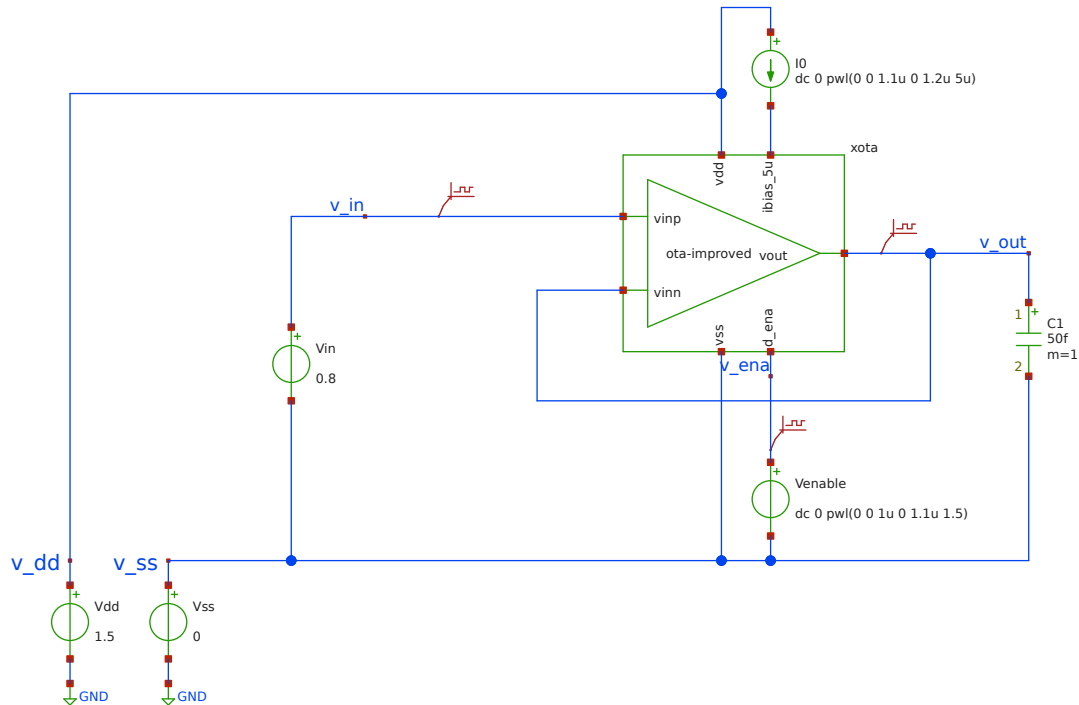 I0
dc 0 pwl(0 0 1.1u 0 1.2u 5u)
xota
vdd
ibias_5u
v_in
vinp
ota-improved
vout
v_out
vinn
vss
d_ena
v_ena
1
C1
50f
m=1
2
Vin
0.8
Venable
dc 0 pwl(0 0 1u 0 1.1u 1.5)
v_dd
v_ss
Vdd
1.5
Vss
0
GND
GND